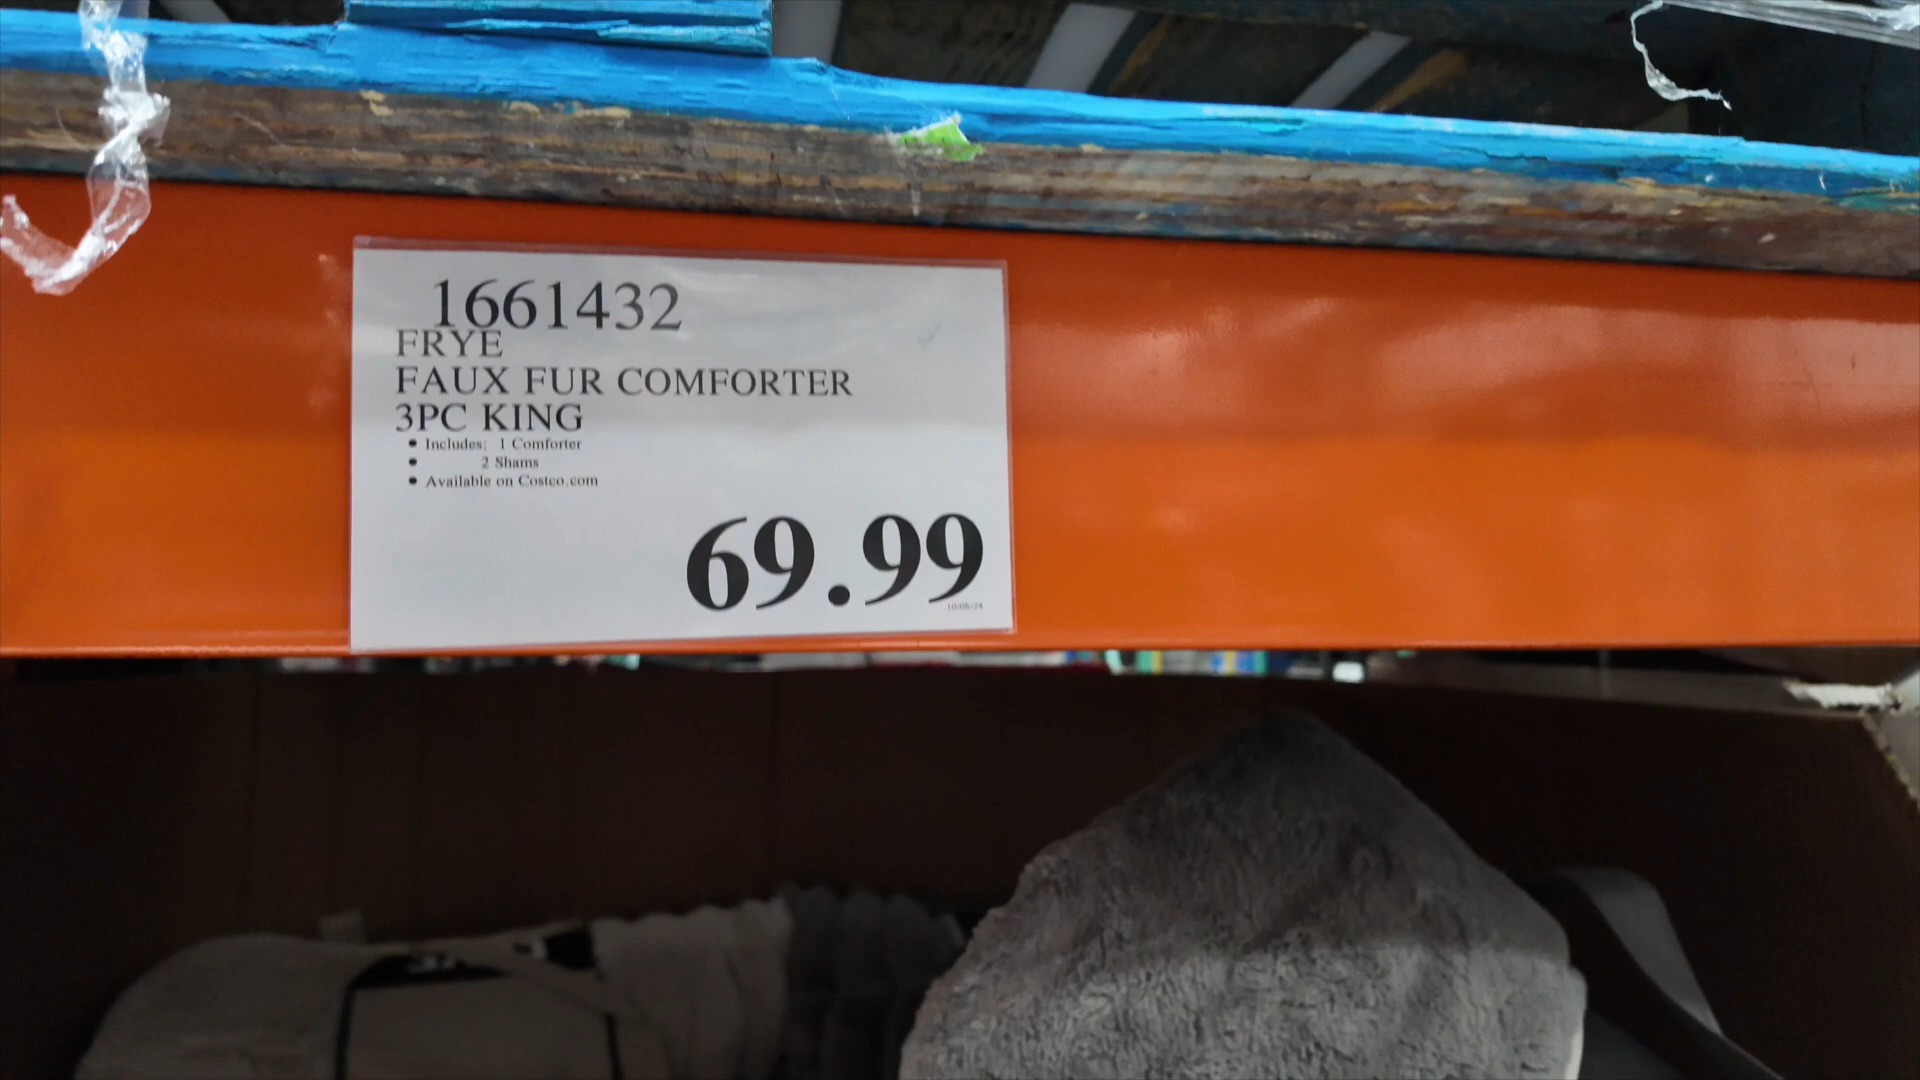 1661432
FRYE
FAUX FUR COMFORTER
3PC KING
• Includes: 1 Comforter
• 2 Shams
• Available on Costco.com
69.99